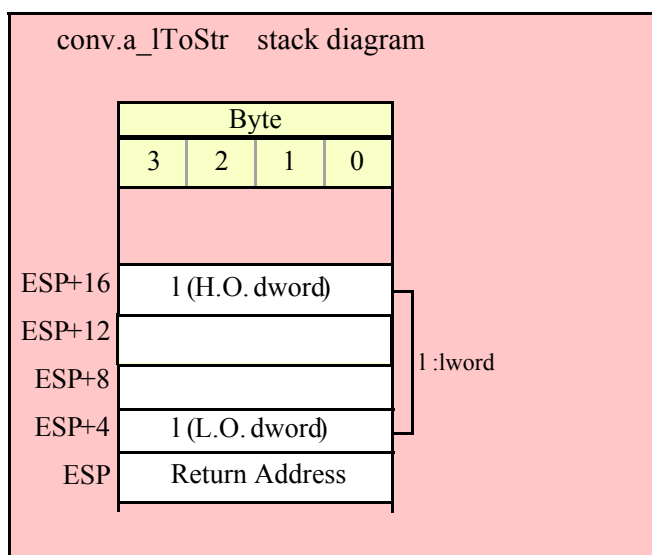 conv.a_lToStr stack diagram
Byte
3 2 1 0
ESP+16 l (H.O. dword)
ESP+12
l :lword
ESP+8
ESP+4 l (L.O. dword)
ESP Return Address